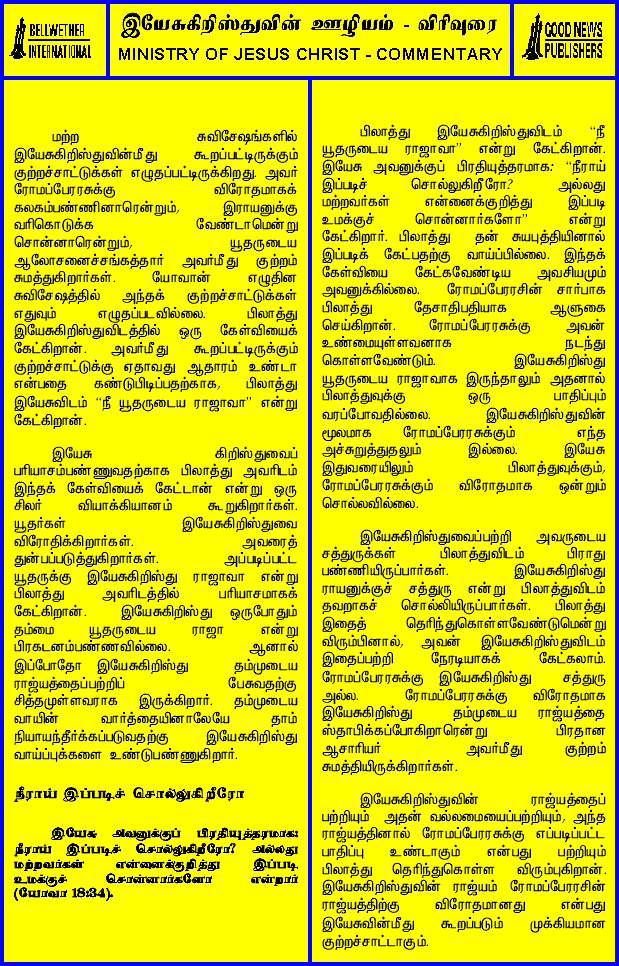 BELLWETHER
INTERNATIONAL
இயேசுகிறிஸ்துவின் ஊழியம் - விரிவுரை
MINISTRY OF JESUS CHRIST - COMMENTARY
GOOD NEWS
PUBLISHERS
மற்ற சுவிசேஷங்களில்
இயேசுகிறிஸ்துவின்மீது கூறப்பட்டிருக்கும்
குற்றச்சாட்டுக்கள் எழுதப்பட்டிருக்கிறது. அவர்
ரோமப்பேரரசுக்கு விரோதமாகக்
கலகம்பண்ணினாரென்றும், இராயனுக்கு
வரிகொடுக்க வேண்டாமென்று
சொன்னாரென்றும், யூதருடைய
ஆலோசனைச்சங்கத்தார் அவர்மீது குற்றம்
சுமத்துகிறார்கள். யோவான் எழுதின
சுவிசேஷத்தில் அந்தக் குற்றச்சாட்டுக்கள்
எதுவும் எழுதப்படவில்லை. பிலாத்து
இயேசுகிறிஸ்துவிடத்தில் ஒரு கேள்வியைக்
கேட்கிறான். அவர்மீது கூறப்பட்டிருக்கும்
குற்றச்சாட்டுக்கு ஏதாவது ஆதாரம் உண்டா
என்பதை கண்டுபிடிப்பதற்காக, பிலாத்து
இயேசுவிடம் “நீ யூதருடைய ராஜாவா” என்று
கேட்கிறான்.
இயேசு கிறிஸ்துவைப்
பரியாசம்பண்ணுவதற்காக பிலாத்து அவரிடம்
இந்தக் கேள்வியைக் கேட்டான் என்று ஒரு
சிலர் வியாக்கியானம் கூறுகிறார்கள்.
யூதர்கள் இயேசுகிறிஸ்துவை
விரோதிக்கிறார்கள். அவரைத்
துன்பப்படுத்துகிறார்கள். அப்படிப்பட்ட
யூதருக்கு இயேசுகிறிஸ்து ராஜாவா என்று
பிலாத்து அவரிடத்தில் பரியாசமாகக்
கேட்கிறான். இயேசுகிறிஸ்து ஒருபோதும்
தம்மை யூதருடைய ராஜா என்று
பிரகடனம்பண்ணவில்லை. ஆனால்
இப்போதோ இயேசுகிறிஸ்து தம்முடைய
ராஜ்யத்தைப்பற்றிப் பேசுவதற்கு
சித்தமுள்ளவராக இருக்கிறார். தம்முடைய
வாயின் வார்த்தையினாலேயே தாம்
நியாயந்தீர்க்கப்படுவதற்கு இயேசுகிறிஸ்து
வாய்ப்புக்களை உண்டுபண்ணுகிறார்.
நீராய் இப்படிச் சொல்லுகிறீரோ
இயேசு அவனுக்குப் பிரதியுத்தரமாக:
நீராய் இப்படிச் சொல்லுகிறீரோ? அல்லது
மற்றவர்கள் என்னைக்குறித்து இப்படி
உமக்குச் சொன்னார்களோ என்றார்
(யோவா 18:34).
பிலாத்து இயேசுகிறிஸ்துவிடம் “நீ
யூதருடைய ராஜாவா” என்று கேட்கிறான்.
இயேசு அவனுக்குப் பிரதியுத்தரமாக: “நீராய்
இப்படிச் சொல்லுகிறீரோ? அல்லது
மற்றவர்கள் என்னைக்குறித்து இப்படி
உமக்குச் சொன்னார்களோ” என்று
கேட்கிறார். பிலாத்து தன் சுயபுத்தியினால்
இப்படிக் கேட்பதற்கு வாய்ப்பில்லை. இந்தக்
கேள்வியை கேட்கவேண்டிய அவசியமும்
அவனுக்கில்லை. ரோமப்பேரரசின் சார்பாக
பிலாத்து தேசாதிபதியாக ஆளுகை
செய்கிறான். ரோமப்பேரரசுக்கு அவன்
உண்மையுள்ளவனாக நடந்து
கொள்ளவேண்டும். இயேசுகிறிஸ்து
யூதருடைய ராஜாவாக இருந்தாலும் அதனால்
பிலாத்துவுக்கு ஒரு பாதிப்பும்
வரப்போவதில்லை. இயேசுகிறிஸ்துவின்
மூலமாக ரோமப்பேரரசுக்கும் எந்த
அச்சுறுத்துதலும் இல்லை. இயேசு
இதுவரையிலும் பிலாத்துவுக்கும்,
ரோமப்பேரரசுக்கும் விரோதமாக ஒன்றும்
சொல்லவில்லை.
இயேசுகிறிஸ்துவைப்பற்றி அவருடைய
சத்துருக்கள் பிலாத்துவிடம் பிராது
பண்ணியிருப்பார்கள். இயேசுகிறிஸ்து
ராயனுக்குச் சத்துரு என்று பிலாத்துவிடம்
தவறாகச் சொல்லியிருப்பார்கள். பிலாத்து
இதைத் தெரிந்துகொள்ளவேண்டுமென்று
விரும்பினால், அவன் இயேசுகிறிஸ்துவிடம்
இதைப்பற்றி நேரடியாகக் கேட்கலாம்.
ரோமப்பேரரசுக்கு இயேசுகிறிஸ்து சத்துரு
அல்ல. ரோமப்பேரரசுக்கு விரோதமாக
இயேசுகிறிஸ்து தம்முடைய ராஜ்யத்தை
ஸ்தாபிக்கப்போகிறாரென்று பிரதான
ஆசாரியர் அவர்மீது குற்றம்
சுமத்தியிருக்கிறார்கள்.
இயேசுகிறிஸ்துவின் ராஜ்யத்தைப்
பற்றியும் அதன் வல்லமையைப்பற்றியும், அந்த
ராஜ்யத்தினால் ரோமப்பேரரசுக்கு எப்படிப்பட்ட
பாதிப்பு உண்டாகும் என்பது பற்றியும்
பிலாத்து தெரிந்துகொள்ள விரும்புகிறான்.
இயேசுகிறிஸ்துவின் ராஜ்யம் ரோமப்பேரரசின்
ராஜ்யத்திற்கு விரோதமானது என்பது
இயேசுவின்மீது கூறப்படும் முக்கியமான
குற்றச்சாட்டாகும்.